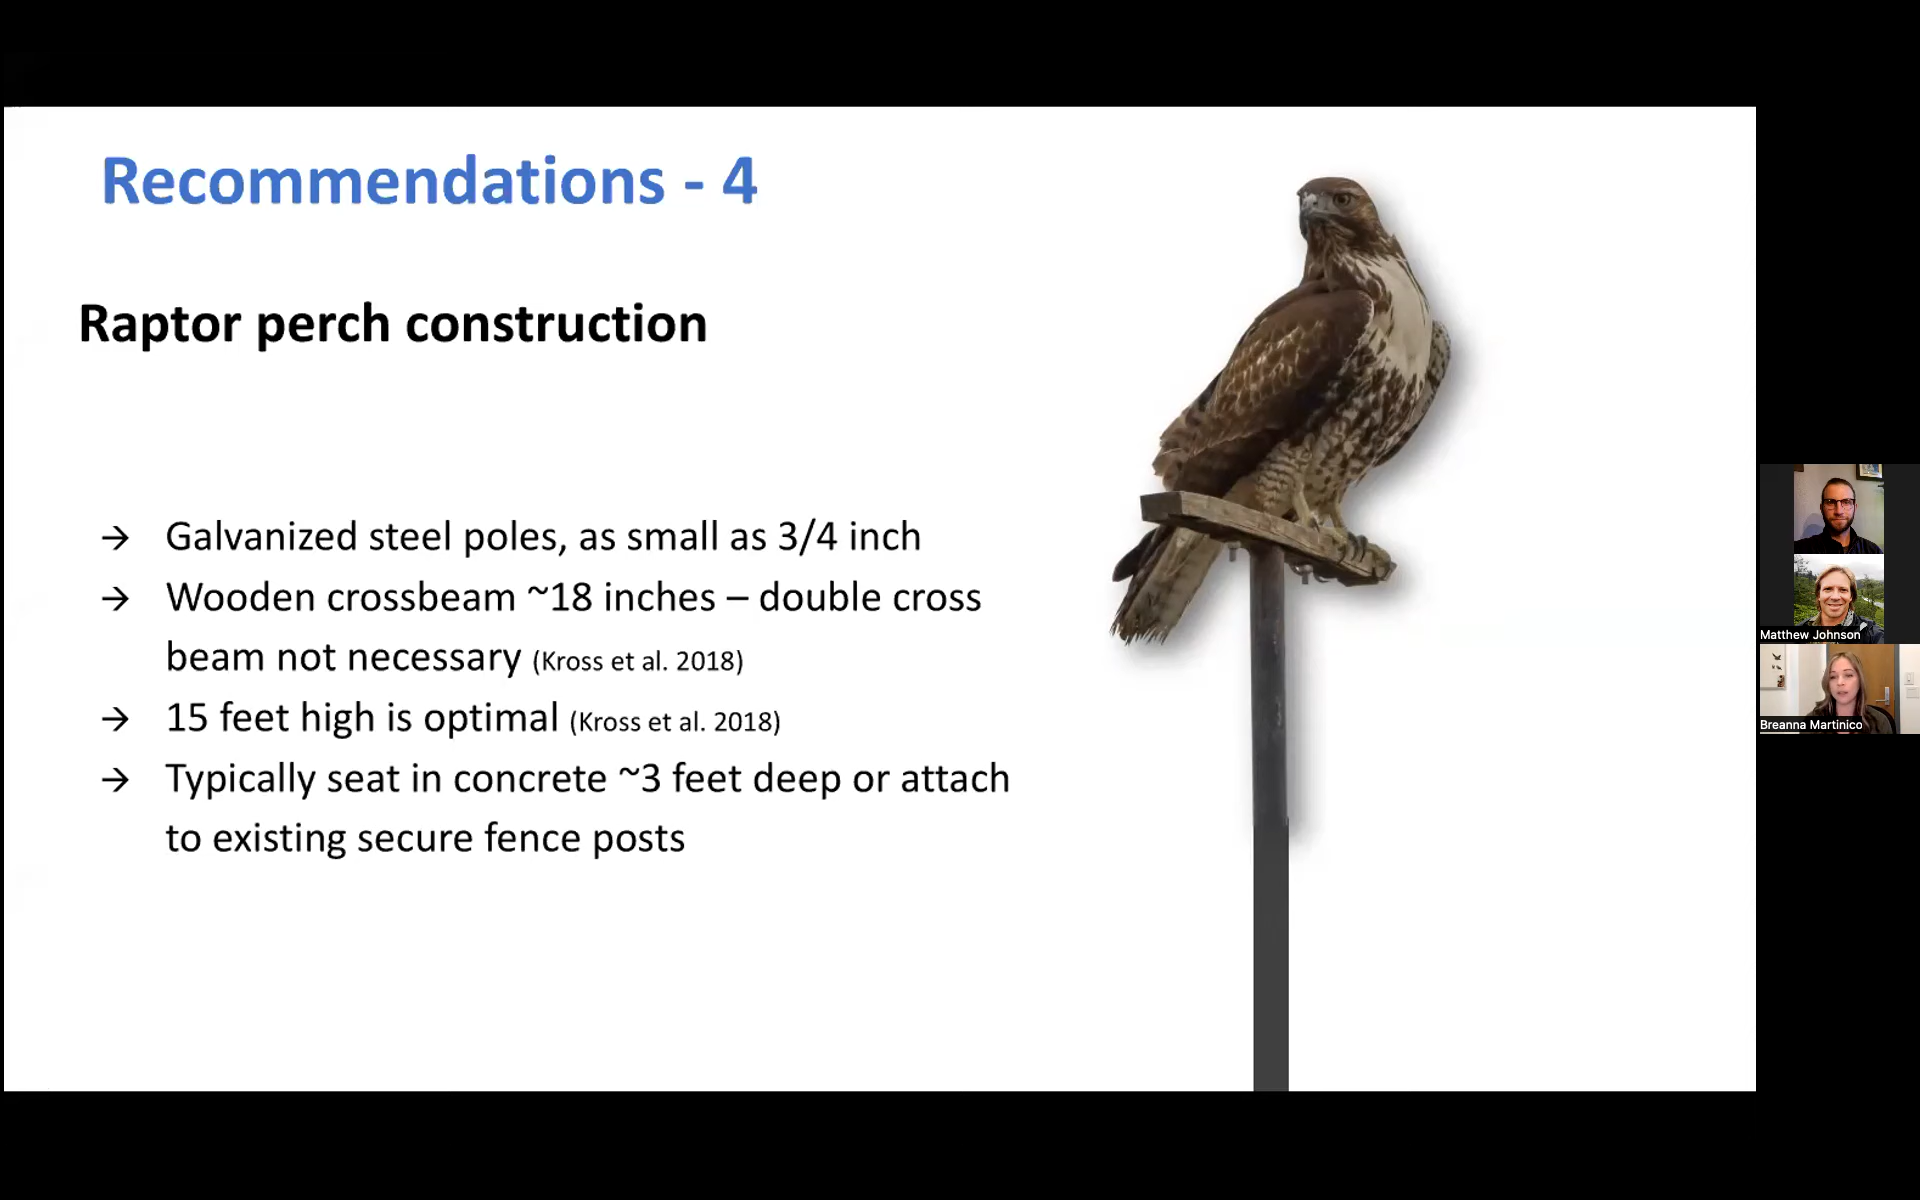 Recommendations - 4
Raptor perch construction
→ Galvanized steel poles, as small as 3/4 inch
→ Wooden crossbeam ~18 inches – double cross
beam not necessary (Kross et al. 2018)
→ 15 feet high is optimal (Kross et al. 2018)
→ Typically seat in concrete ~3 feet deep or attach
to existing secure fence posts
Matthew Johnson
Breanna Martinico